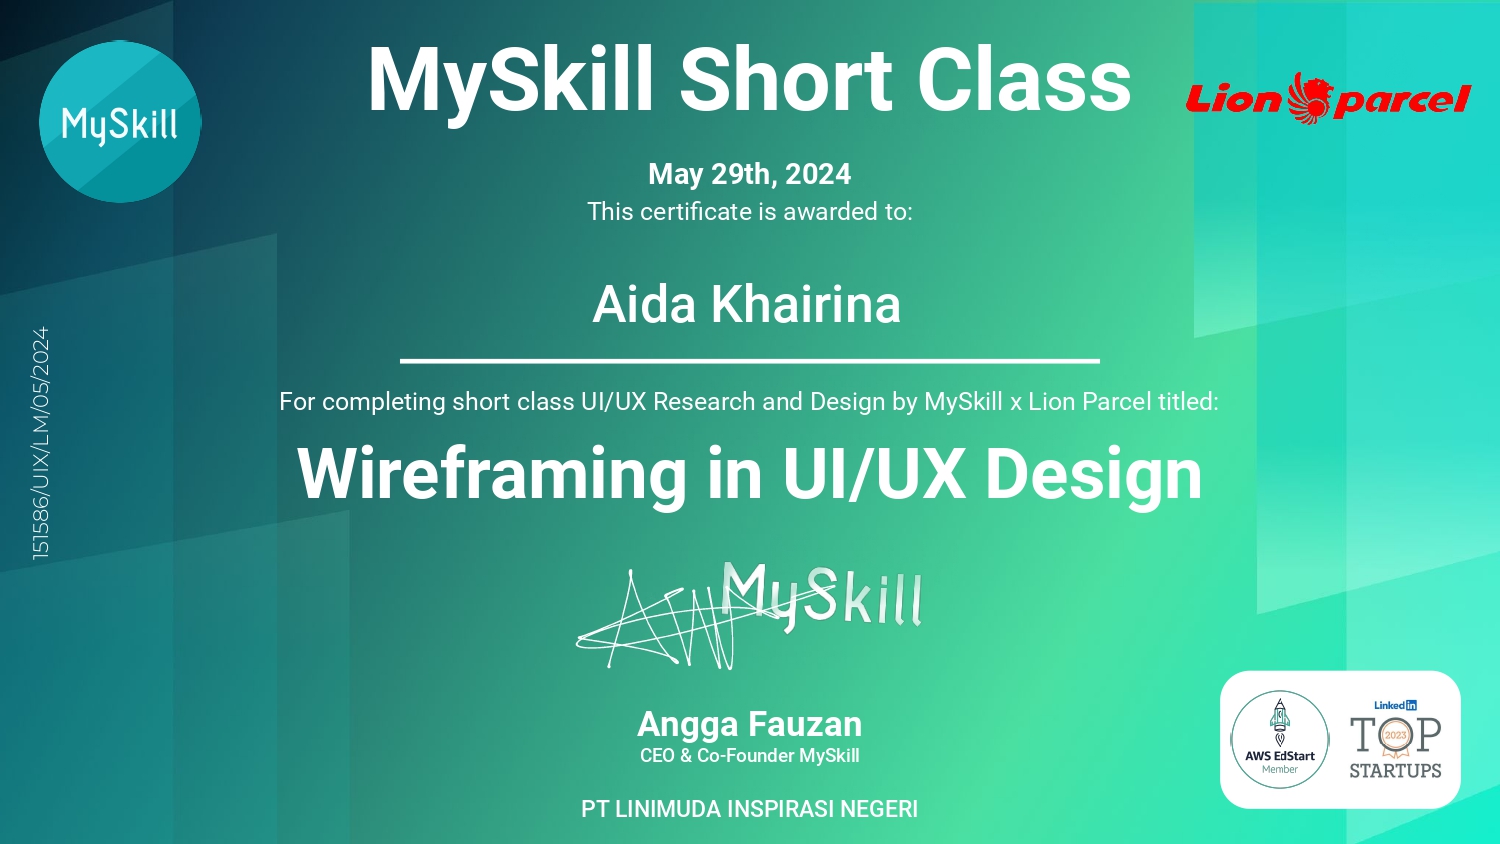 MySkill Short Class
MySkill
Lion parcel
May 29th, 2024
This certificate is awarded to:
Aida Khairina
151586/UIX/LM/05/2024
For completing short class UI/UX Research and Design by MySkill x Lion Parcel titled:
Wireframing in UI/UX Design
MySkill
Angga Fauzan
CEO & Co-Founder MySkill
PT LINIMUDA INSPIRASI NEGERI
AWS EdStart
Member
Linked in
TOP
2023
STARTUPS